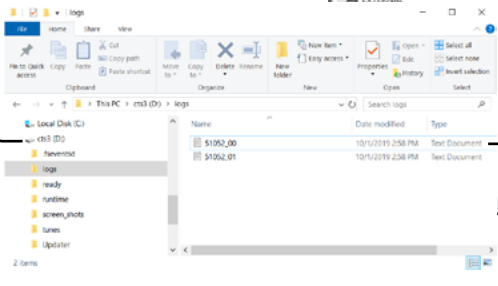 logs
File Home Share View
Pin to Quick access
Copy
Paste
Cut
Copy path
Paste shortcut
Move to
Copy to
Delete
Rename
New folder
New item
Easy access
Properties
Open
Edit
History
Select all
Select none
Invert selection
Clipboard Organize New Open Select
This PC > cts3 (D:) > logs
Search logs
Local Disk (C:)
cts3 (D:)
.fseventsd
logs
ready
runtime
screen_shots
tunes
Updater
Name Date modified Type
51052_00 10/1/2019 2:58 PM Text Document
51052_01 10/1/2019 2:58 PM Text Document
2 items